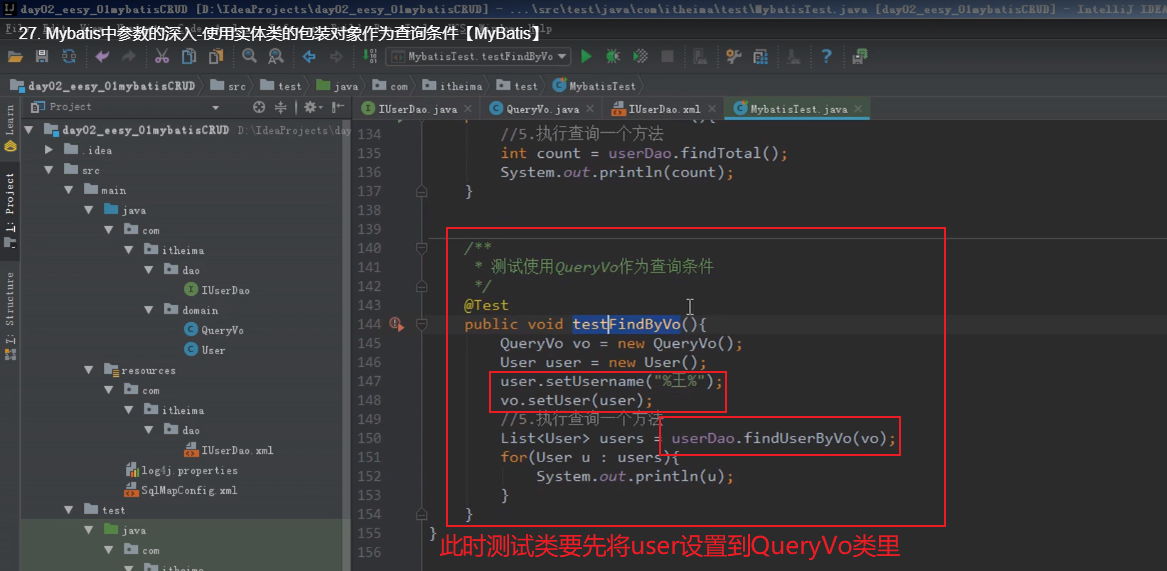 day02_eesy_01mybatisCRUD [D:\IdeaProjects\day02_eesy_01mybatisCRUD] - ...\src\test\java\com\itheima\test\MybatisTest.java [day02_eesy_01mybatisCRUD] - IntelliJ IDEA
27. Mybatis中参数的深入-使用实体类的包装对象作为查询条件【MyBatis】
MybatisTest.testFindByVo
day02_eesy_01mybatisCRUD src test java com itheima test MybatisTest
Project
IUserDao.java QueryVo.java IUserDao.xml MybatisTest.java
Learn
1: Project
7: Structure
day02_eesy_01mybatisCRUD D:\IdeaProjects\day
.idea
src
main
java
com
itheima
dao
IUserDao
domain
QueryVo
User
resources
com
itheima
dao
IUserDao.xml
log4j.properties
SqlMapConfig.xml
test
java
com
itheima
134 //5.执行查询一个方法
135 int count = userDao.findTotal();
136 System.out.println(count);
137 }
138
139
140 /**
141 * 测试使用QueryVo作为查询条件
142 */
143 @Test
144 public void testFindByVo(){
145 QueryVo vo = new QueryVo();
146 User user = new User();
147 user.setUsername("%王%");
148 vo.setUser(user);
149 //5.执行查询一个方法
150 List<User> users = userDao.findUserByVo(vo);
151 for(User u : users){
152 System.out.println(u);
153 }
154 }
155 }
156
此时测试类要先将user设置到QueryVo类里